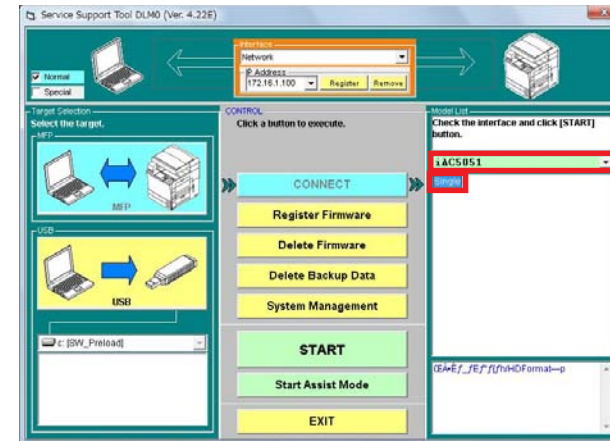 Service Support Tool DLM0 (Ver. 4.22E)
Interface
Network
IP Address
172.16.1.100
Register
Remove
Normal
Special
Target Selection
Select the target.
MFP
MFP
USB
USB
c: [SW_Preload]
CONTROL
Click a button to execute.
CONNECT
Register Firmware
Delete Firmware
Delete Backup Data
System Management
START
Start Assist Mode
EXIT
Model List
Check the interface and click [START]
button.
iAC5051
Single